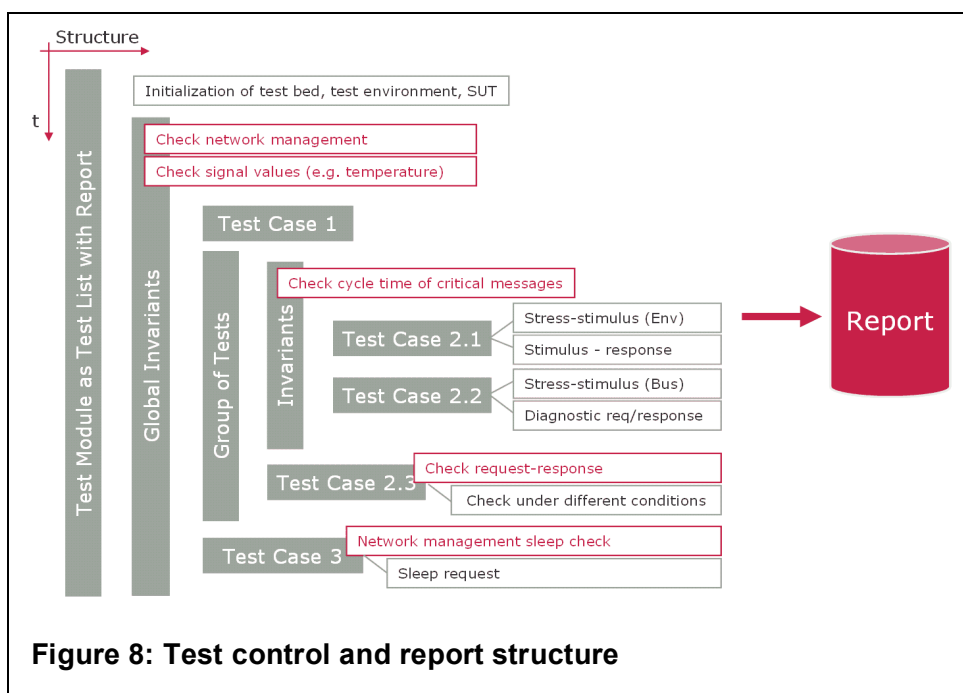 Structure
t
Test Module as Test List with Report
Initialization of test bed, test environment, SUT
Global Invariants
Check network management
Check signal values (e.g. temperature)
Test Case 1
Group of Tests
Invariants
Check cycle time of critical messages
Test Case 2.1
Stress-stimulus (Env)
Stimulus - response
Test Case 2.2
Stress-stimulus (Bus)
Diagnostic req/response
Test Case 2.3
Check request-response
Check under different conditions
Test Case 3
Network management sleep check
Sleep request
Report
Figure 8: Test control and report structure